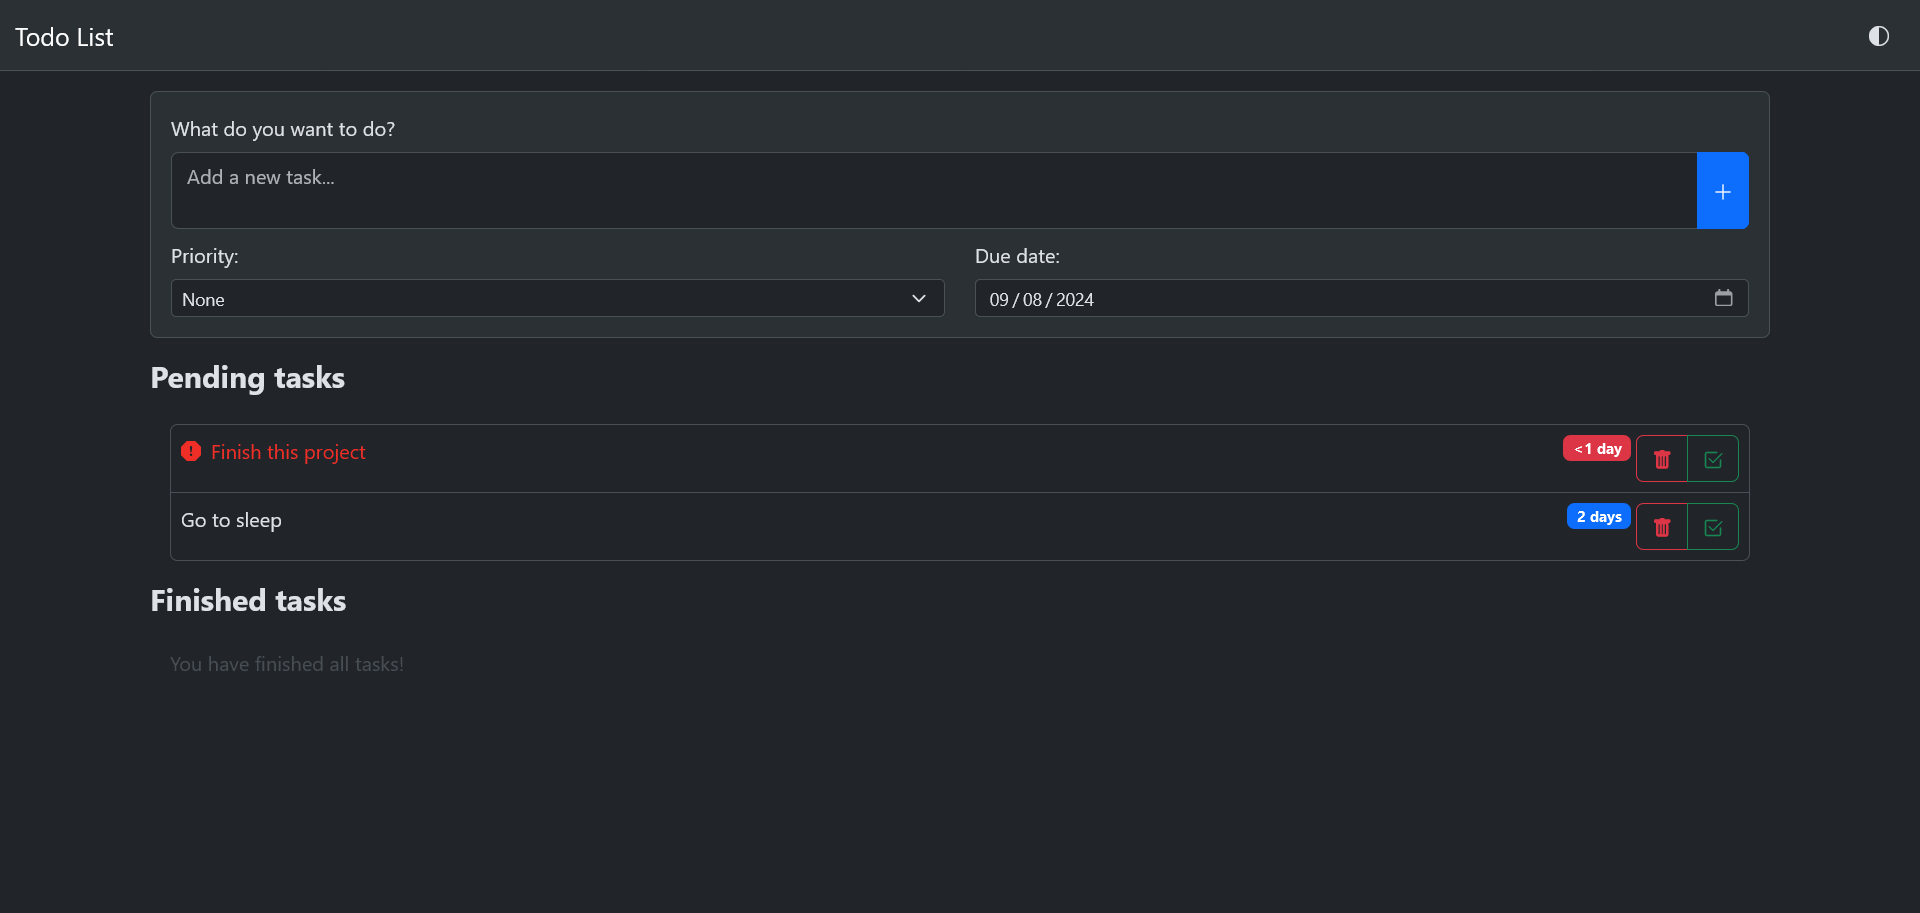 Todo List
What do you want to do?
Add a new task...
Priority:
Due date:
None
09 / 08 / 2024
Pending tasks
Finish this project
<1 day
Go to sleep
2 days
Finished tasks
You have finished all tasks!